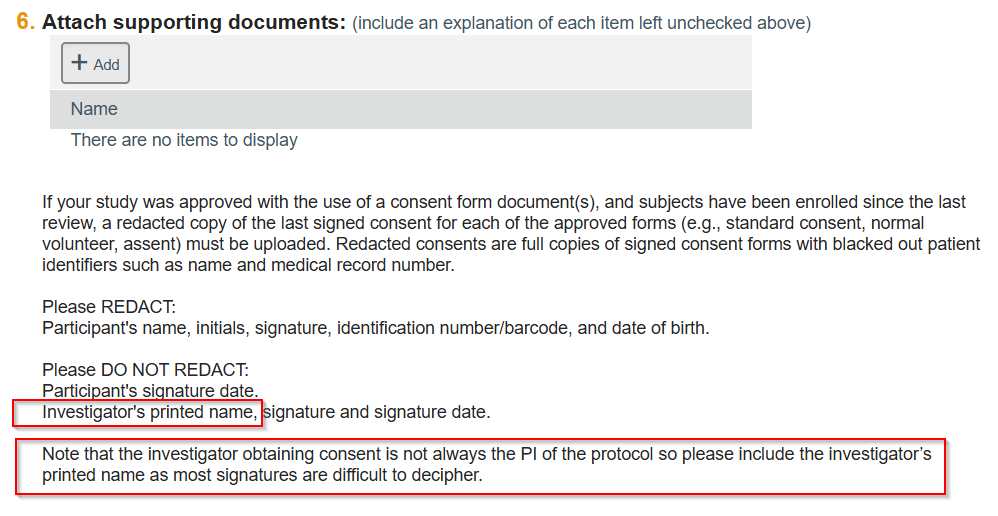 6. Attach supporting documents: (include an explanation of each item left unchecked above)
+ Add
Name
There are no items to display
If your study was approved with the use of a consent form document(s), and subjects have been enrolled since the last
review, a redacted copy of the last signed consent for each of the approved forms (e.g., standard consent, normal
volunteer, assent) must be uploaded. Redacted consents are full copies of signed consent forms with blacked out patient
identifiers such as name and medical record number.
Please REDACT:
Participant's name, initials, signature, identification number/barcode, and date of birth.
Please DO NOT REDACT:
Participant's signature date.
Investigator's printed name, signature and signature date.
Note that the investigator obtaining consent is not always the PI of the protocol so please include the investigator’s
printed name as most signatures are difficult to decipher.